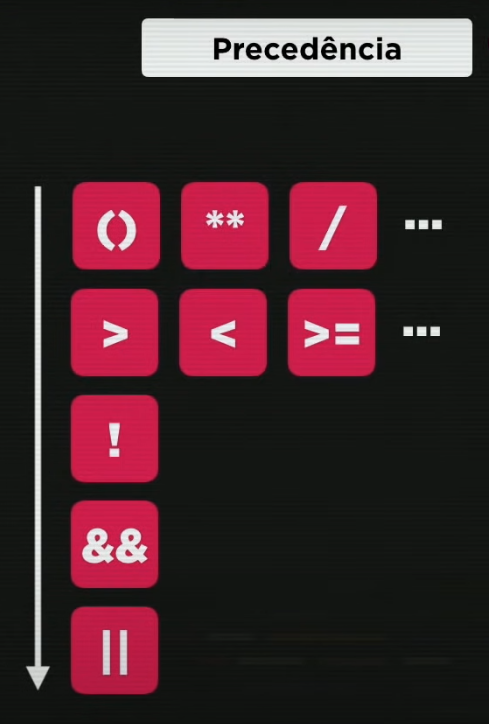 Precedência
() ** / ...
> < >= ...
!
&&
||